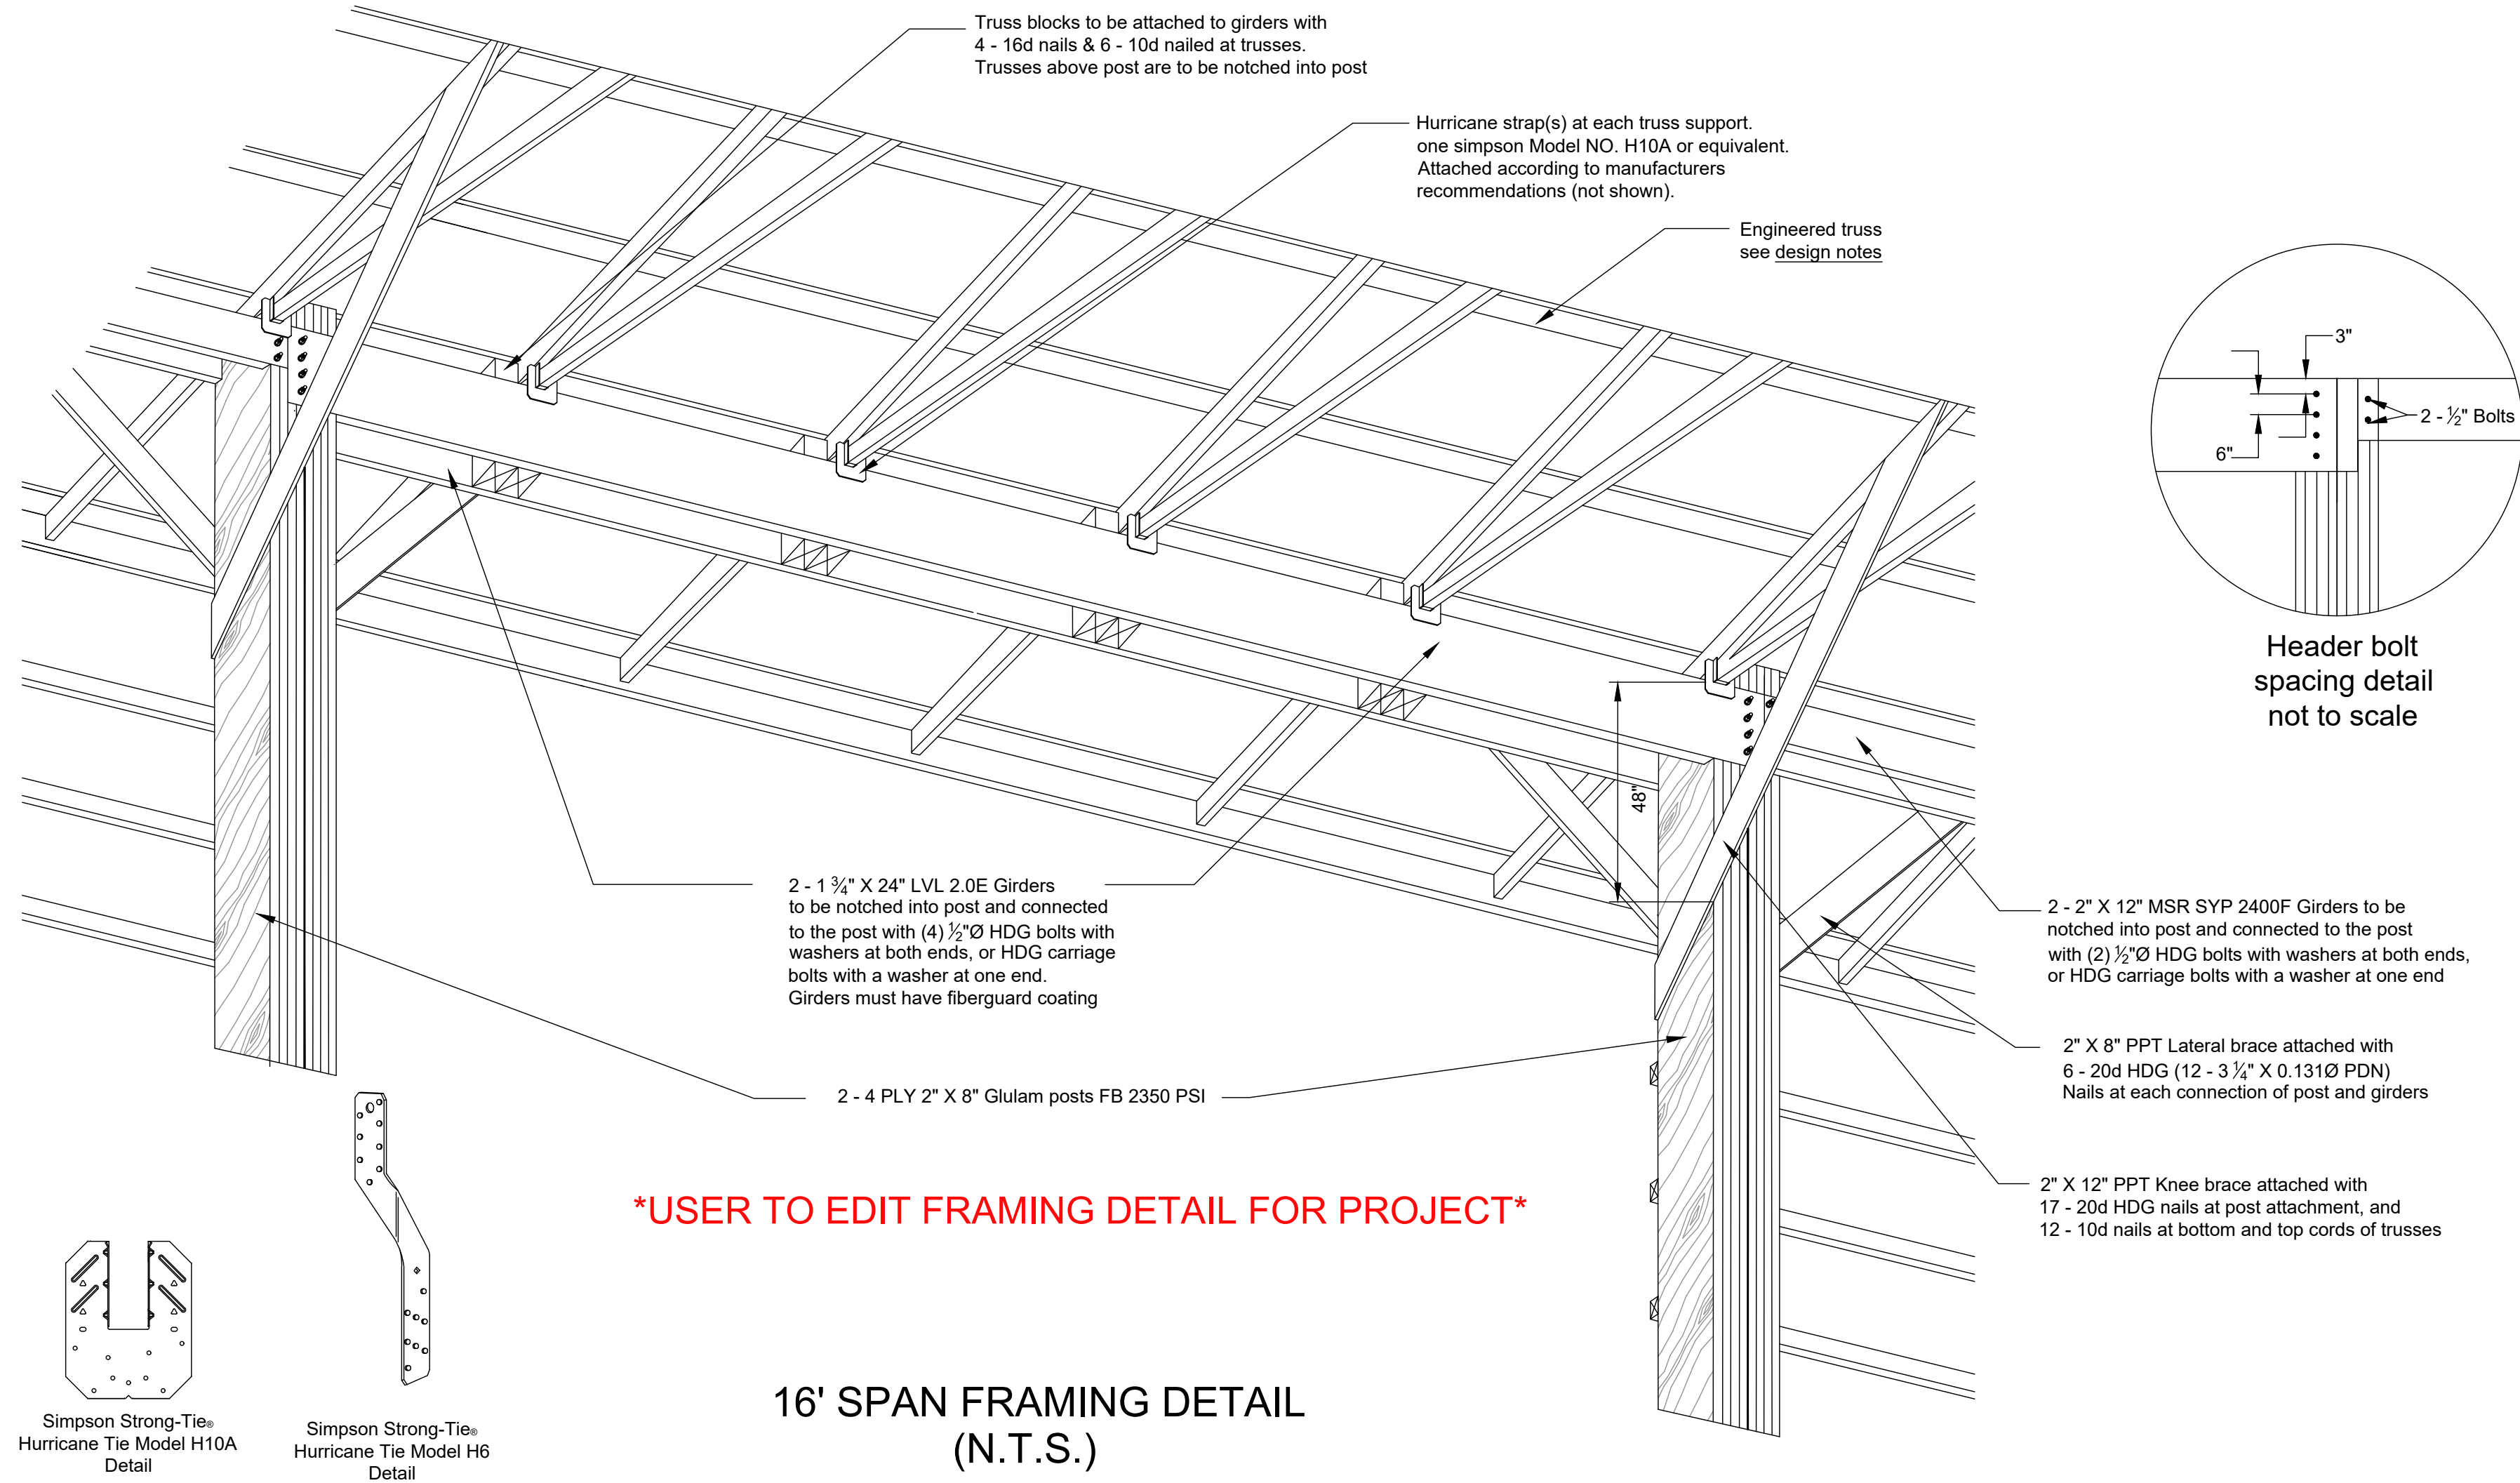 Truss blocks to be attached to girders with
4 - 16d nails & 6 - 10d nailed at trusses.
Trusses above post are to be notched into post
Hurricane strap(s) at each truss support.
one simpson Model NO. H10A or equivalent.
Attached according to manufacturers
recommendations (not shown).
Engineered truss
see design notes
3"
2 - ½" Bolts
6"
Header bolt
spacing detail
not to scale
48"
2 - 1 ¾" X 24" LVL 2.0E Girders
to be notched into post and connected
to the post with (4) ½"Ø HDG bolts with
washers at both ends, or HDG carriage
bolts with a washer at one end.
Girders must have fiberguard coating
2 - 2" X 12" MSR SYP 2400F Girders to be
notched into post and connected to the post
with (2) ½"Ø HDG bolts with washers at both ends,
or HDG carriage bolts with a washer at one end
2" X 8" PPT Lateral brace attached with
6 - 20d HDG (12 - 3 ¼" X 0.131Ø PDN)
Nails at each connection of post and girders
2 - 4 PLY 2" X 8" Glulam posts FB 2350 PSI
2" X 12" PPT Knee brace attached with
17 - 20d HDG nails at post attachment, and
12 - 10d nails at bottom and top cords of trusses
*USER TO EDIT FRAMING DETAIL FOR PROJECT*
Simpson Strong-Tie®
Hurricane Tie Model H10A
Detail
Simpson Strong-Tie®
Hurricane Tie Model H6
Detail
16' SPAN FRAMING DETAIL
(N.T.S.)